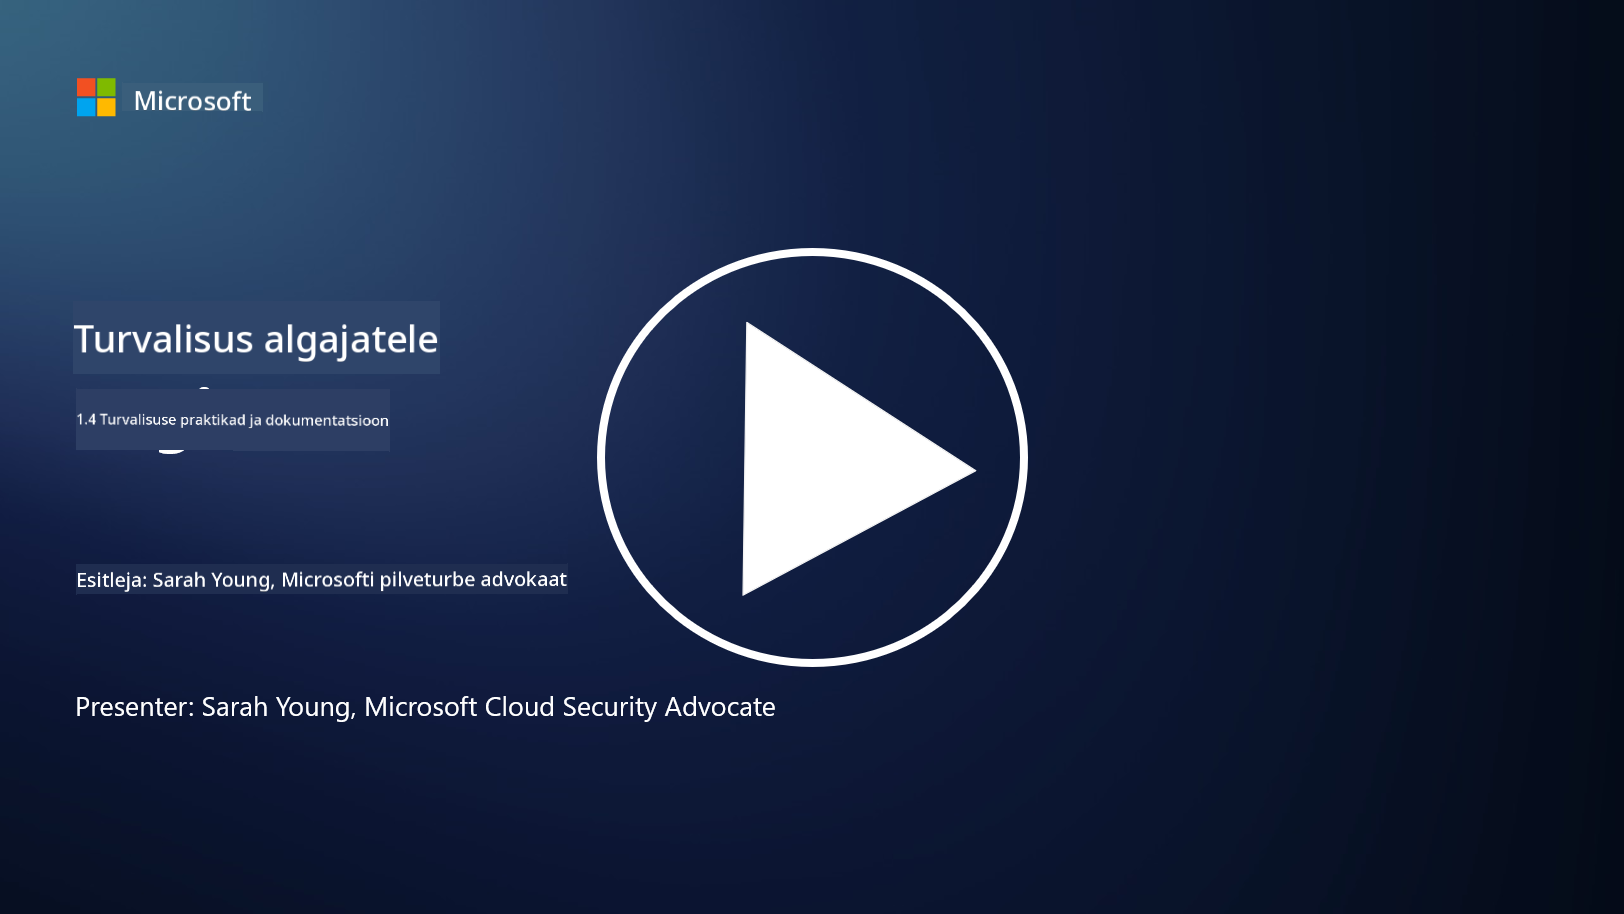 Microsoft
Turvalisus algajatele
1.4 Turvalisuse praktikad ja dokumentatsioon
Esitleja: Sarah Young, Microsofti pilveturbe advokaat
Presenter: Sarah Young, Microsoft Cloud Security Advocate